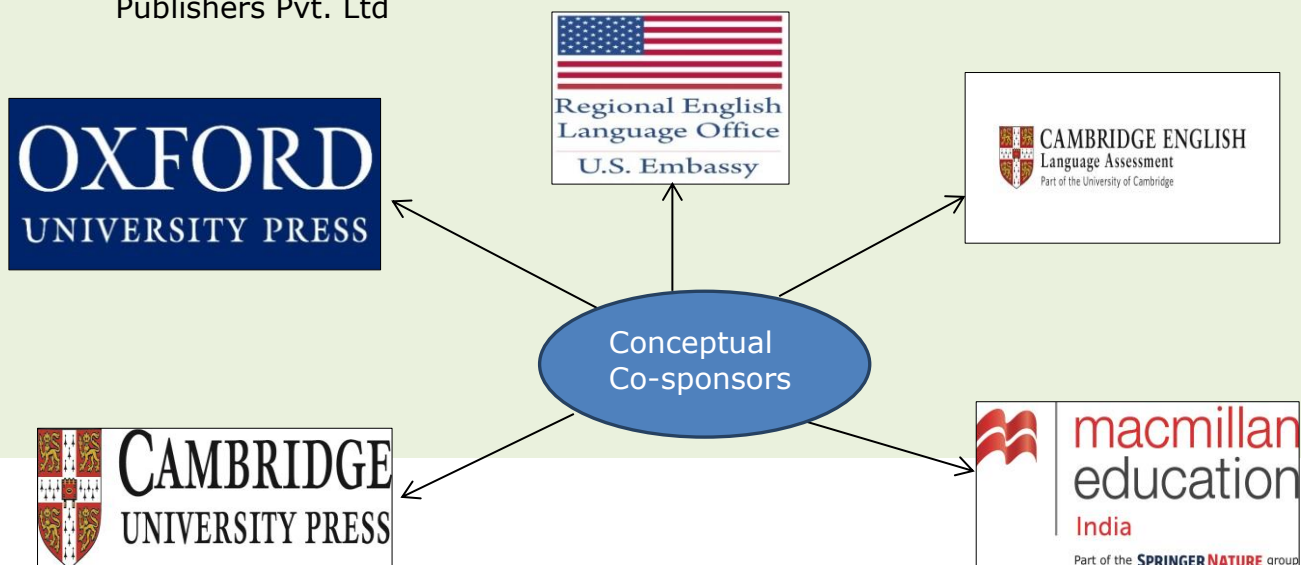 Publishers Pvt. Ltd
Regional English
Language Office
U.S. Embassy
OXFORD
UNIVERSITY PRESS
CAMBRIDGE ENGLISH
Language Assessment
Part of the University of Cambridge
Conceptual
Co-sponsors
CAMBRIDGE
UNIVERSITY PRESS
macmillan
education
India
Part of the SPRINGER NATURE group